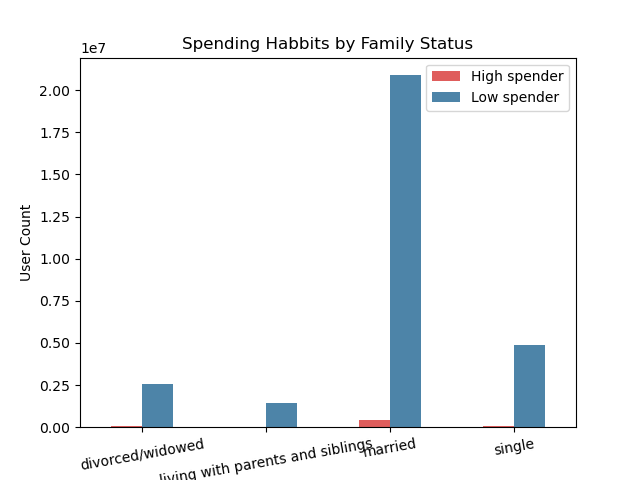 Spending Habbits by Family Status
1e7
High spender
Low spender
2.00
1.75
1.50
1.25
1.00
0.75
0.50
0.25
0.00
User Count
divorced/widowed
living with parents and siblings
married
single